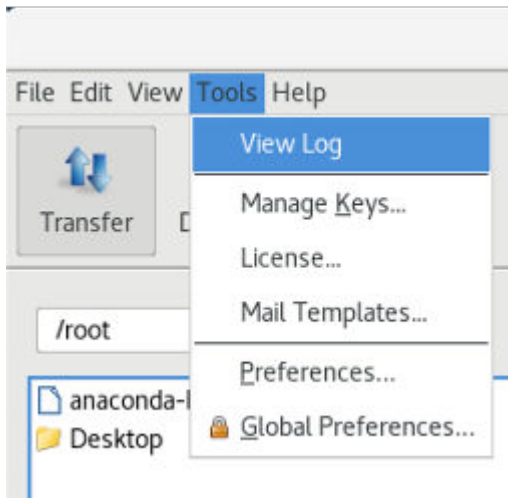 File Edit View Tools Help
View Log
Transfer
Manage Keys...
License...
Mail Templates...
/root
Preferences...
anaconda-
Global Preferences...
Desktop